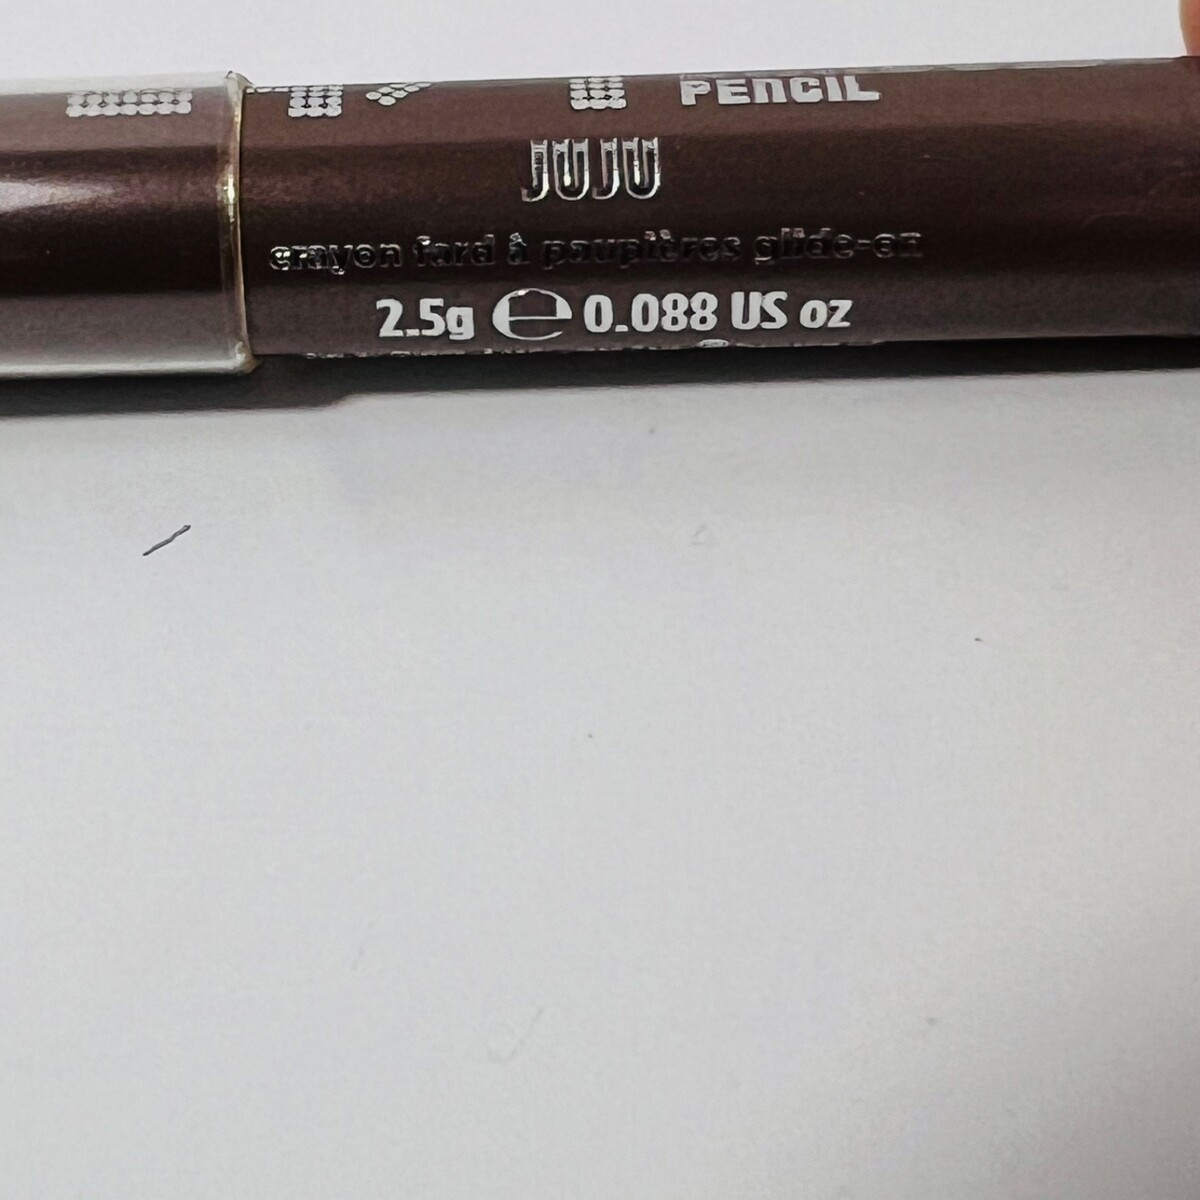 PENCIL
JUJU
crayon fard à paupières glide-on
2.5g ℮ 0.088 US oz